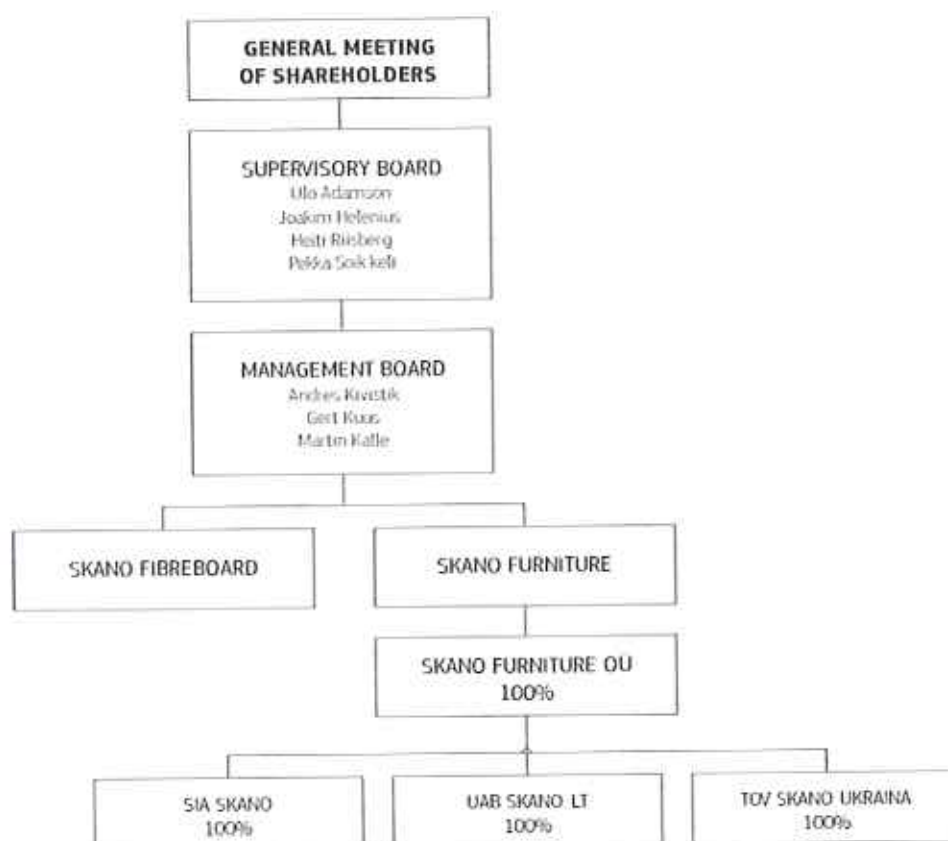 GENERAL MEETING
OF SHAREHOLDERS
SUPERVISORY BOARD
Ülo Adamson
Joakim Helenius
Heiti Riisberg
Pekka Soikkeli
MANAGEMENT BOARD
Andres Kivistik
Gert Kuus
Martin Kalle
SKANO FIBREBOARD
SKANO FURNITURE
SKANO FURNITURE OU
100%
SIA SKANO
100%
UAB SKANO LT
100%
TOV SKANO UKRAINA
100%